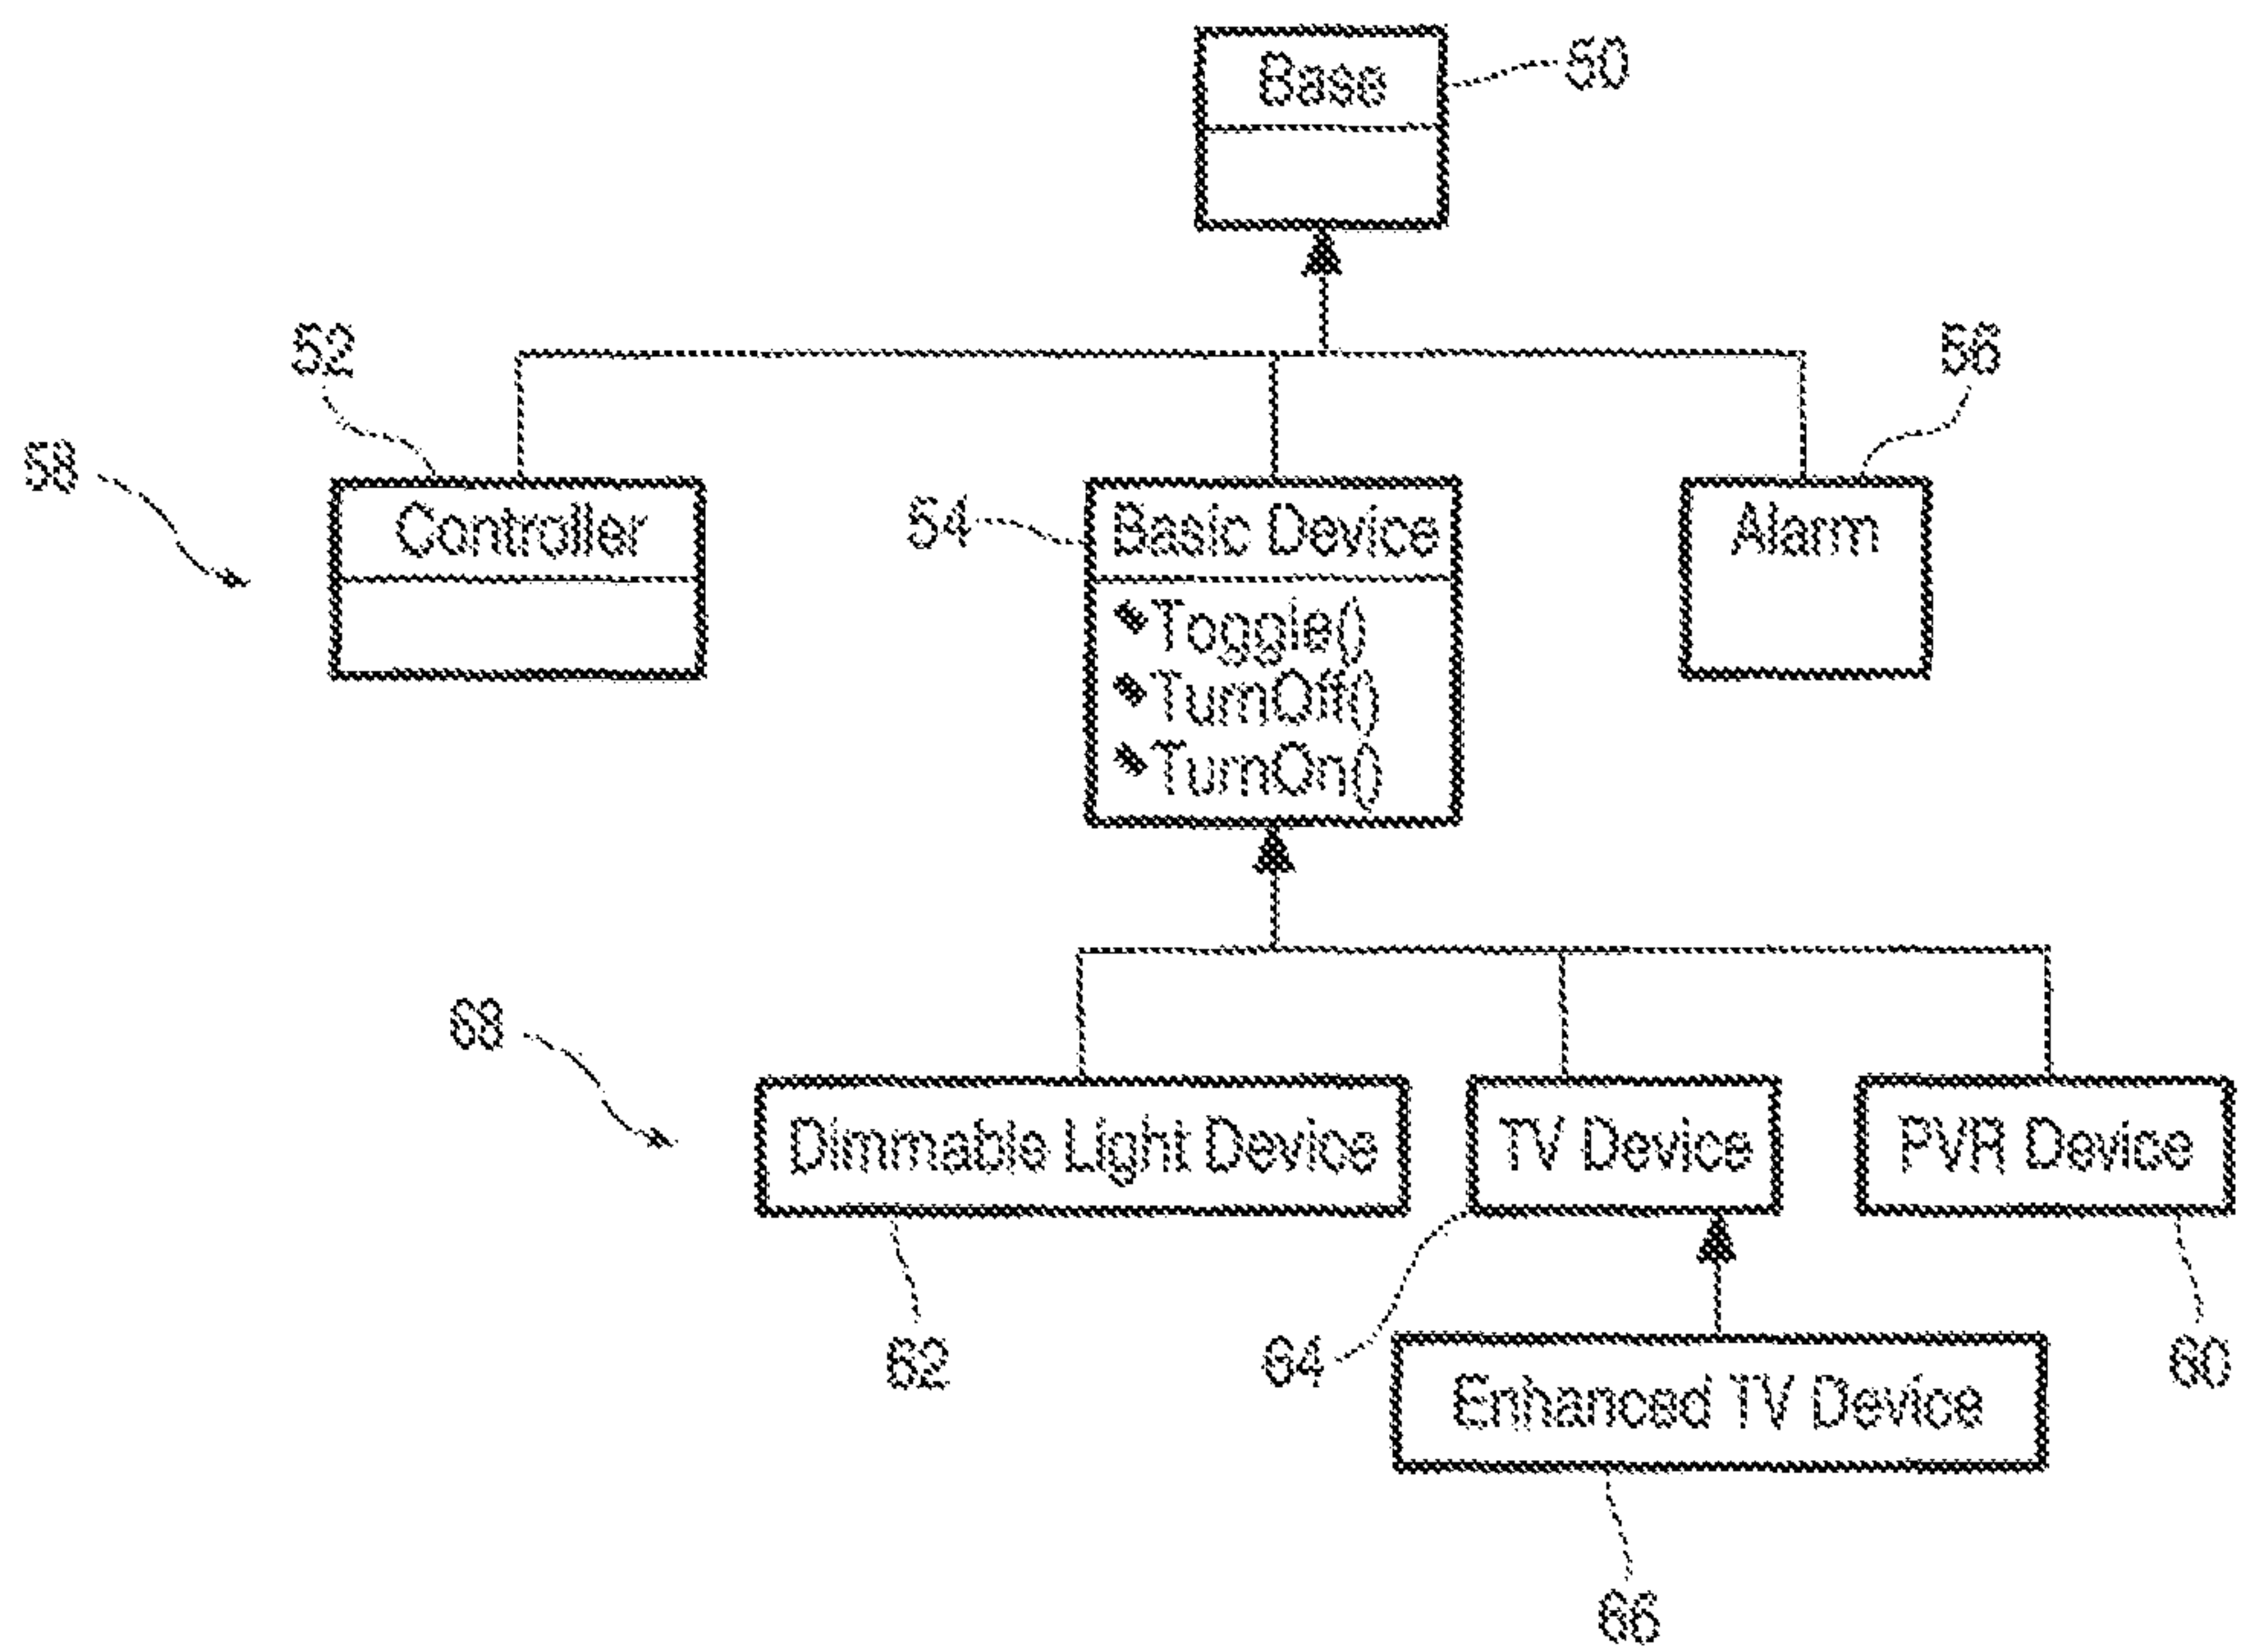 Base
50
52
56
58
Controller
54
Basic Device
Alarm
Toggle()
TurnOff()
TurnOn()
68
Dimmable Light Device
TV Device
PVR Device
62
64
60
Enhanced TV Device
66